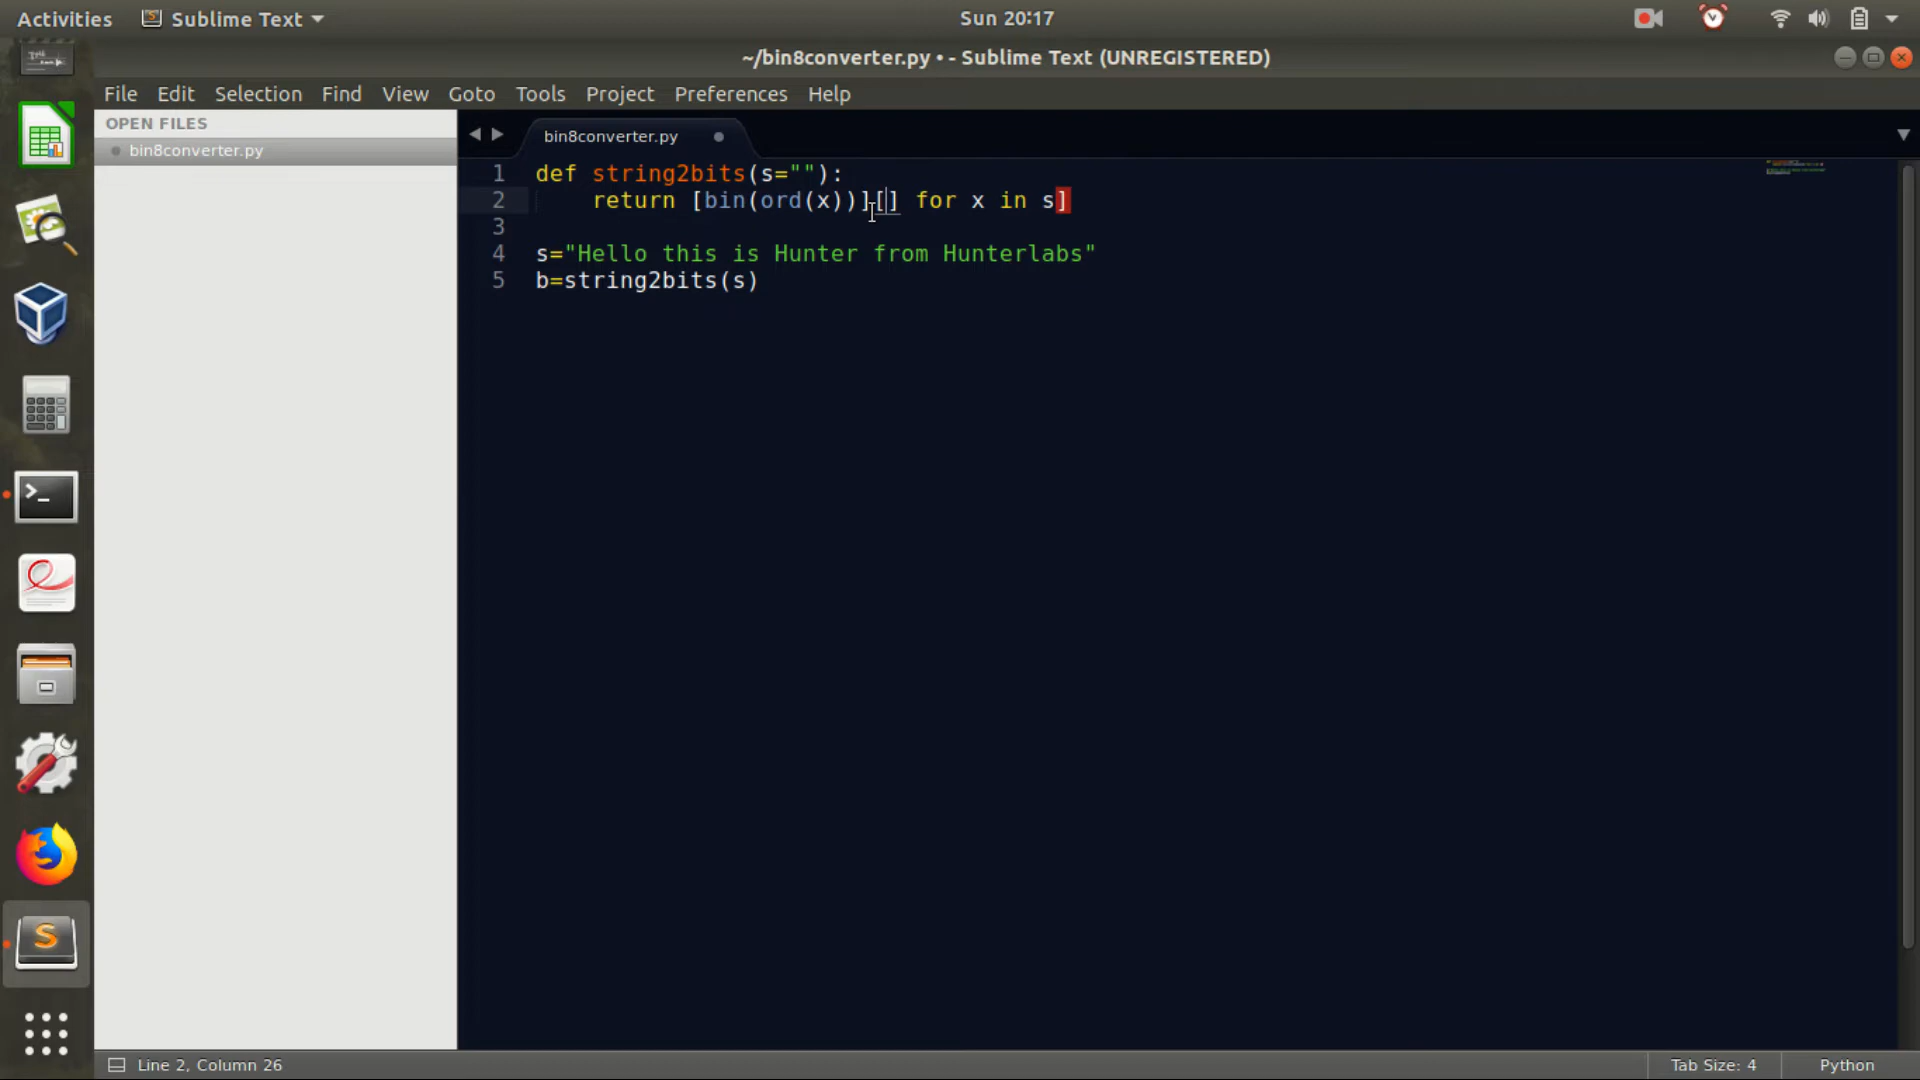 Activities Sublime Text Sun 20:17
~/bin8converter.py • - Sublime Text (UNREGISTERED)
File Edit Selection Find View Goto Tools Project Preferences Help
OPEN FILES
bin8converter.py
bin8converter.py
1 def string2bits(s=""):
2 return [bin(ord(x))][] for x in s]
3
4 s="Hello this is Hunter from Hunterlabs"
5 b=string2bits(s)
Line 2, Column 26 Tab Size: 4 Python